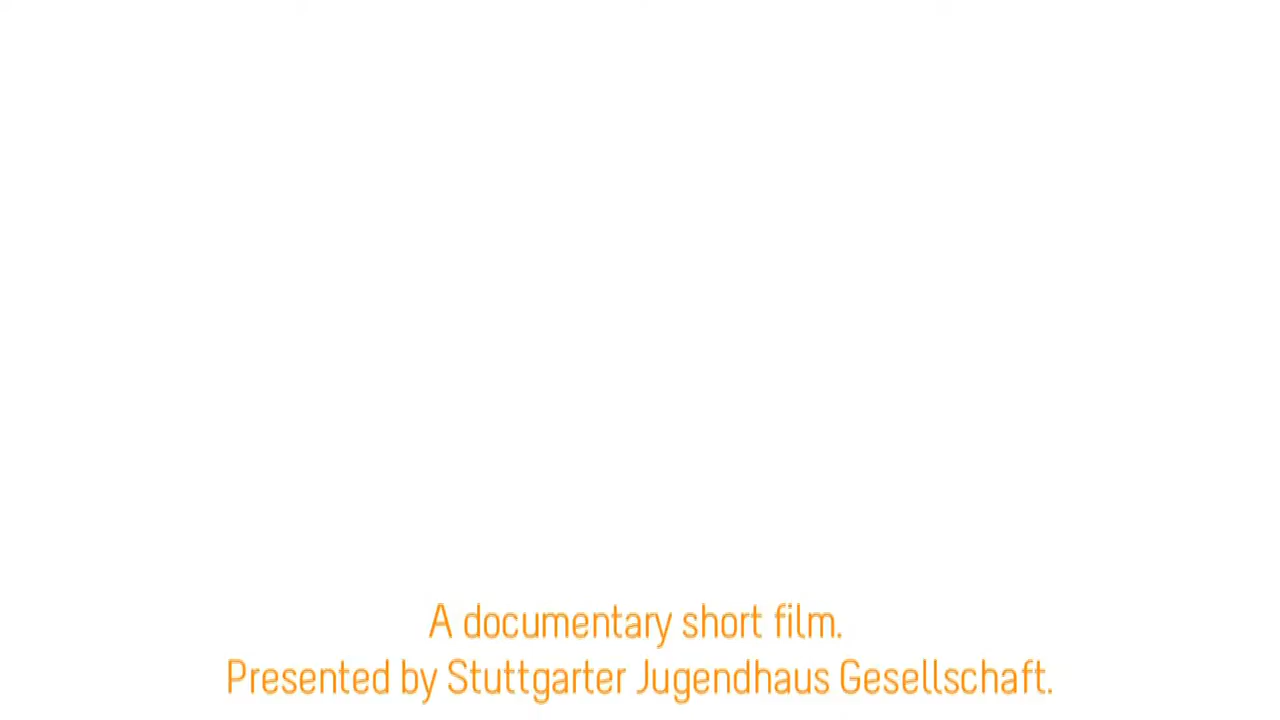 A documentary short film.
Presented by Stuttgarter Jugendhaus Gesellschaft.